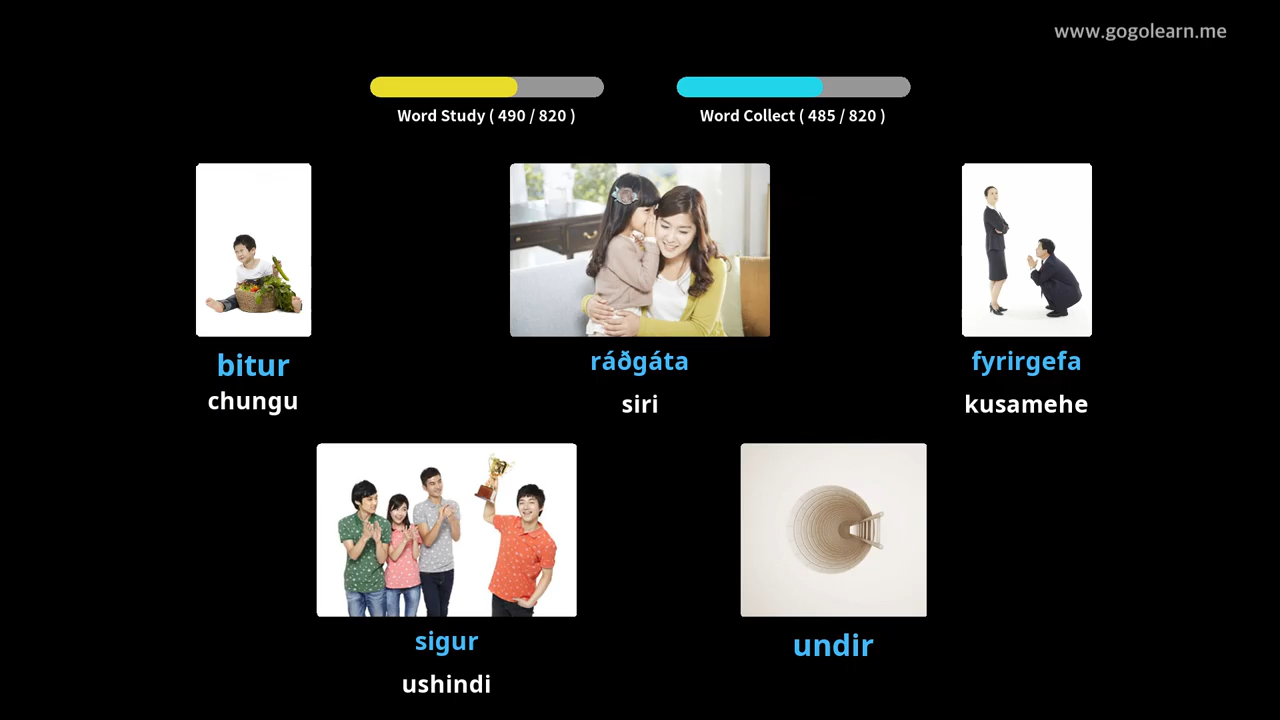 www.gogolearn.me
Word Study ( 490 / 820 )
Word Collect ( 485 / 820 )
bitur
chungu
ráðgáta
siri
fyrirgefa
kusamehe
sigur
ushindi
undir